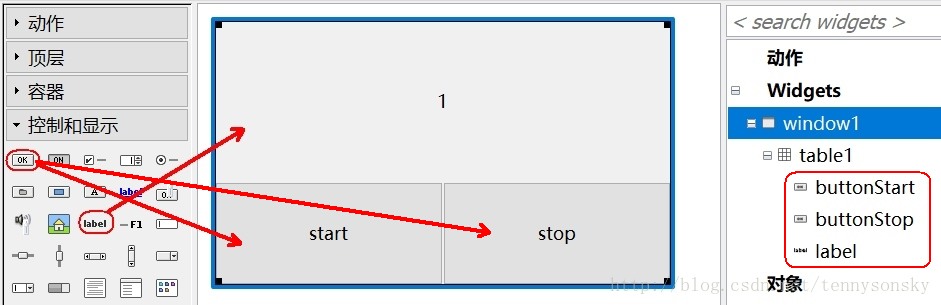 动作
顶层
容器
控制和显示
OK
ON
A
label
0..
label
F1
1
start
stop
< search widgets >
动作
Widgets
window1
table1
buttonStart
buttonStop
label
对象
http://blog.csdn.net/tennysonsky